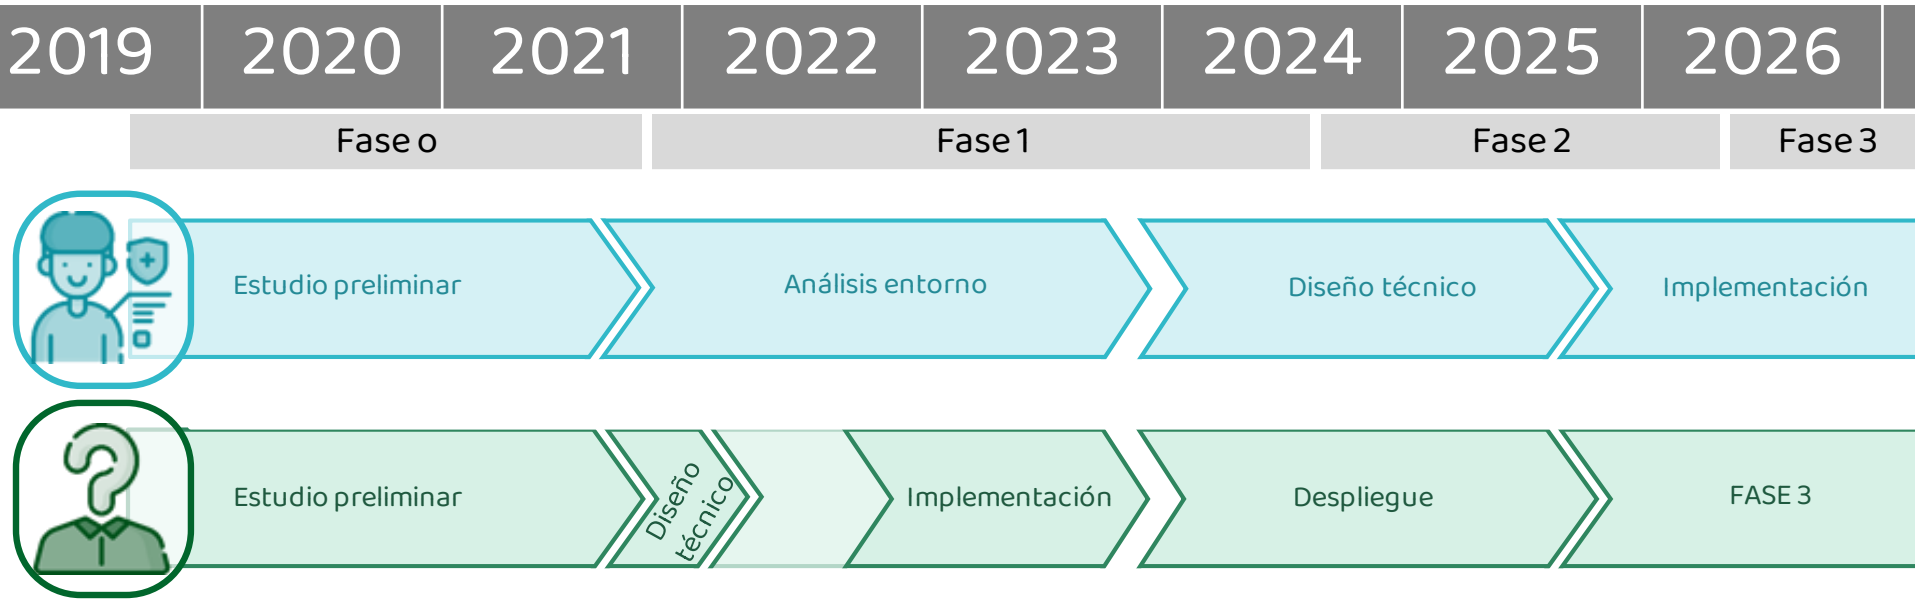 2019 2020 2021 2022 2023 2024 2025 2026
Fase 0 Fase 1 Fase 2 Fase 3
Estudio preliminar Análisis entorno Diseño técnico Implementación
Estudio preliminar
Diseño
técnico
Implementación Despliegue FASE 3